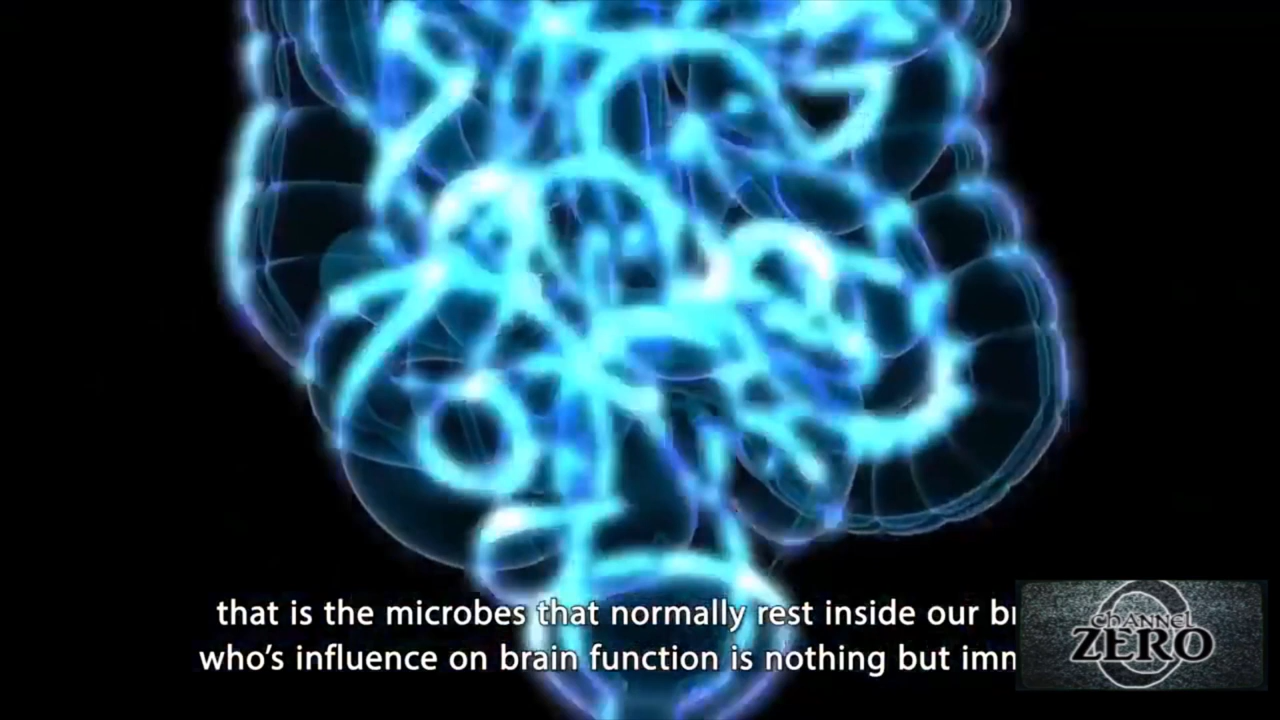 that is the microbes that normally rest inside our
who's influence on brain function is nothing but
CHANNEL
ZERO